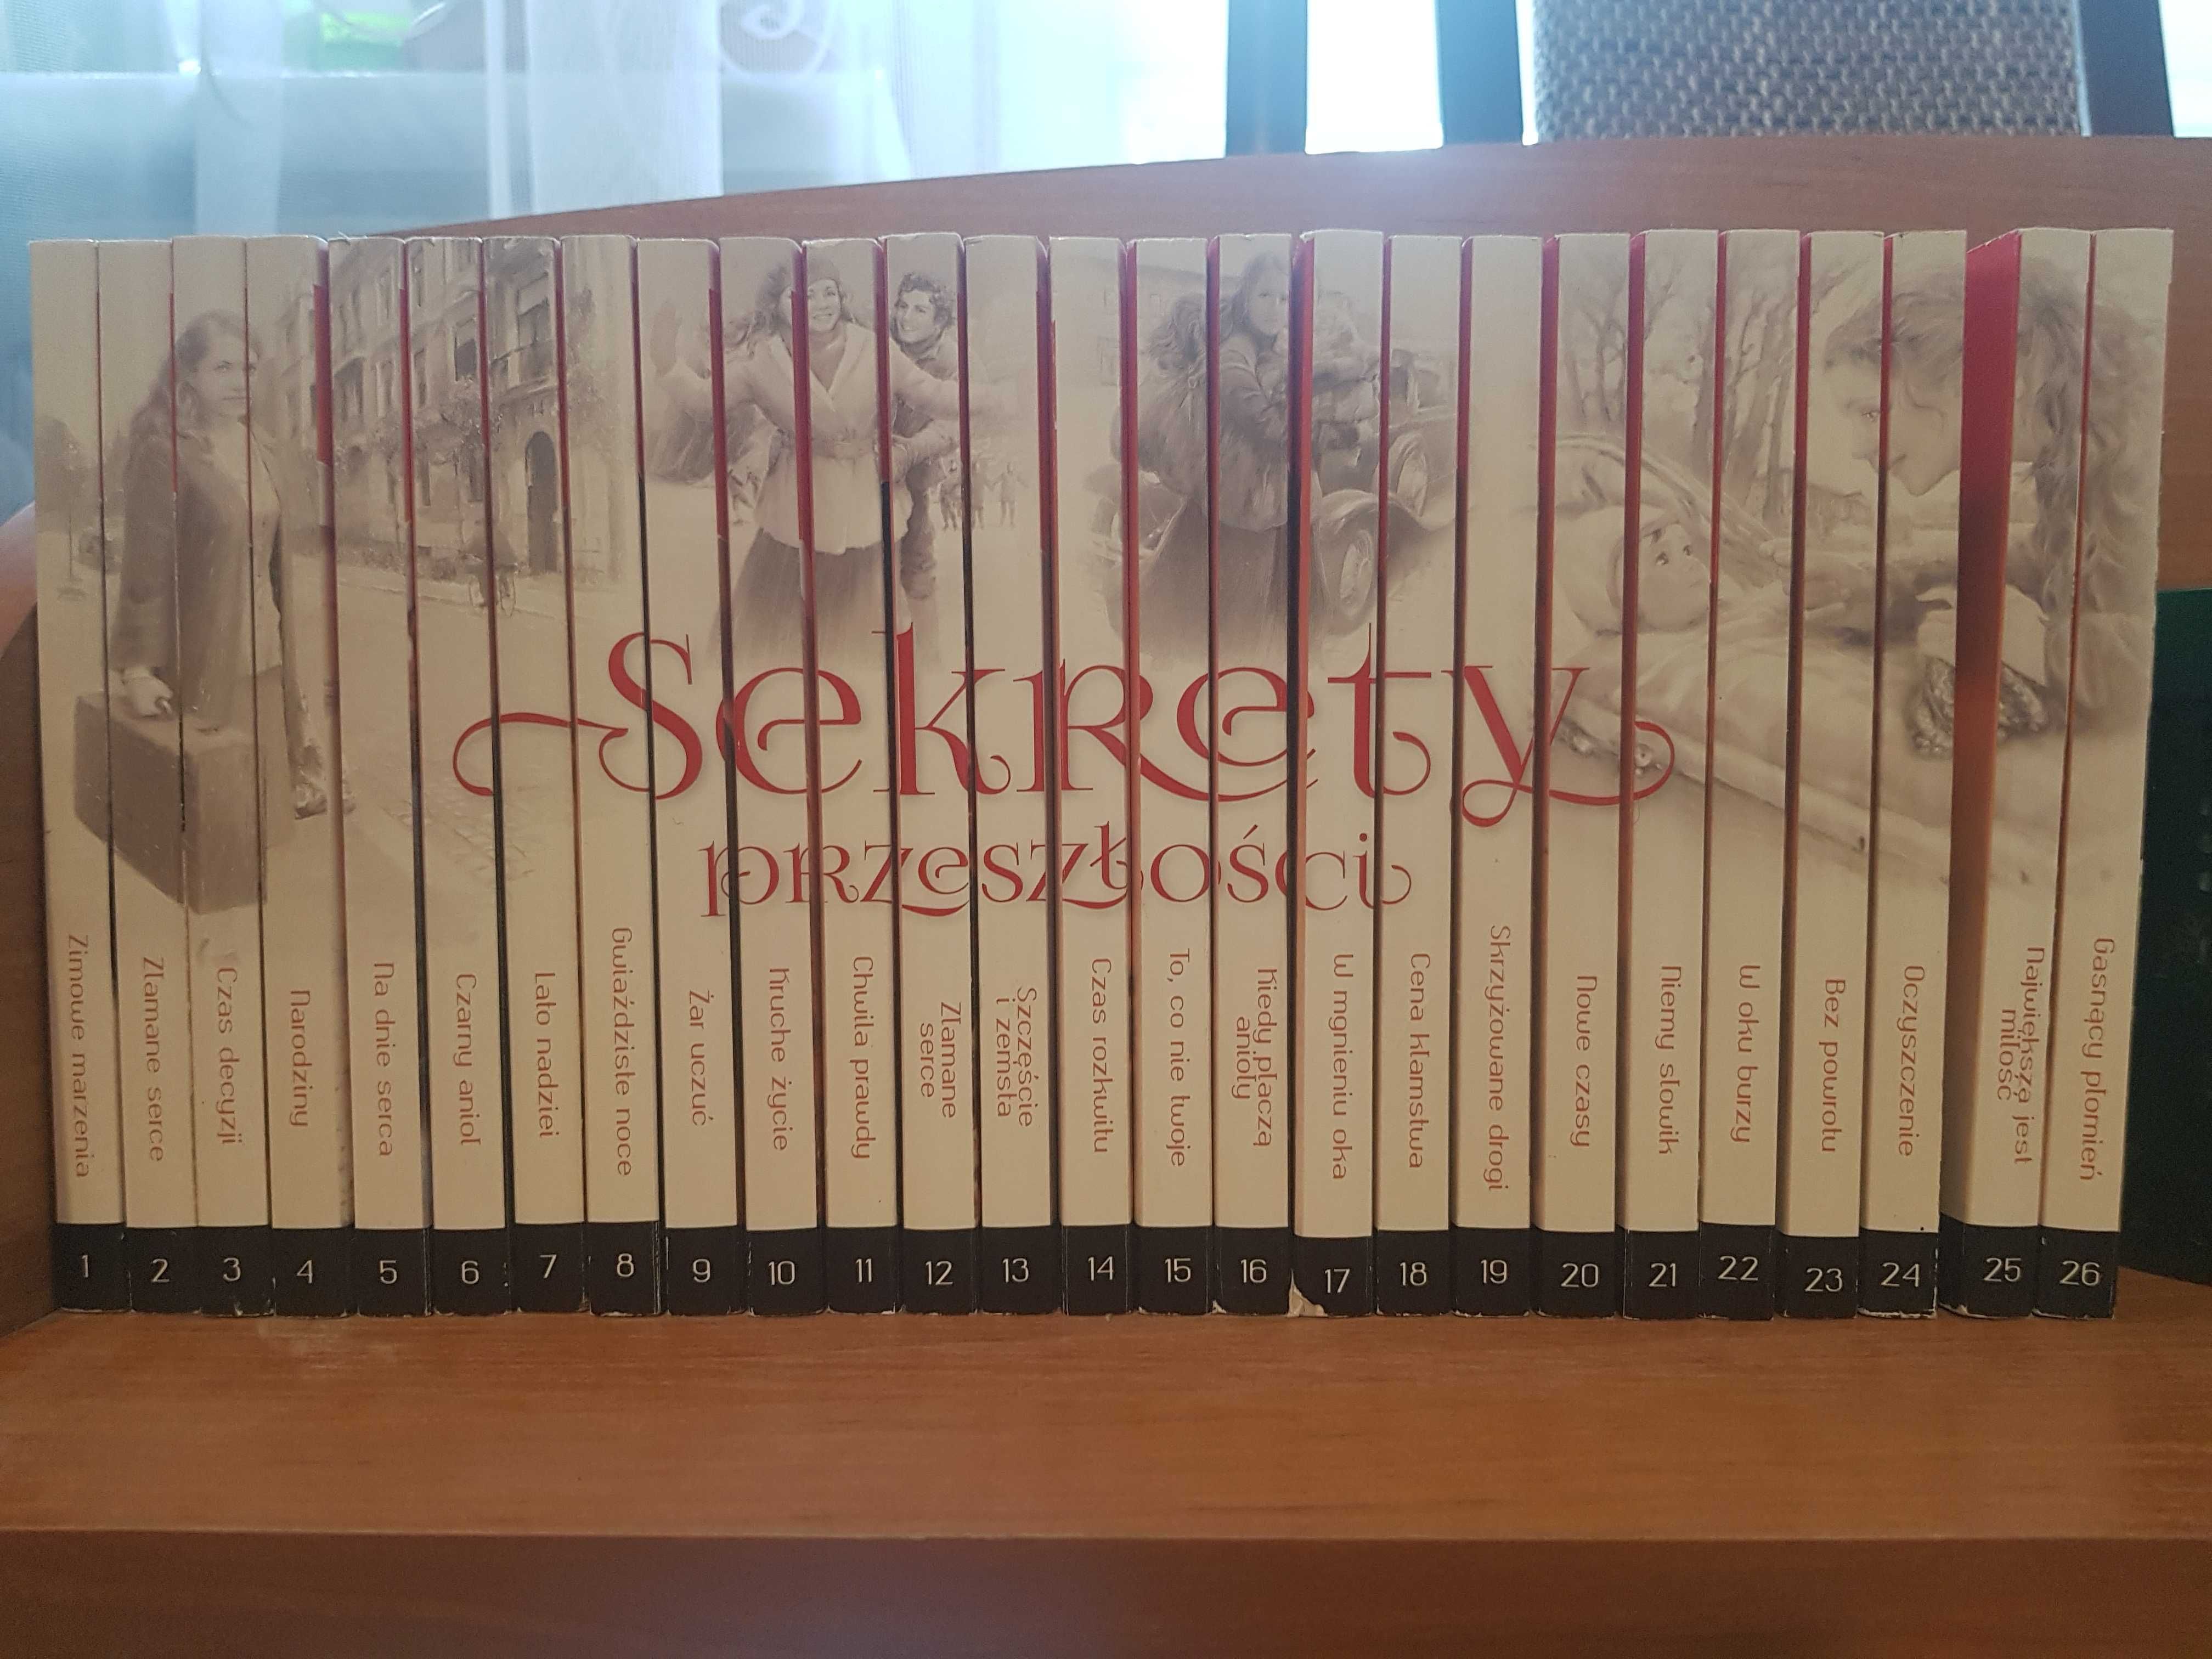 Sekrety
przeszłości
Zimowe marzenia
Złamane serce
Czas decyzji
Narodziny
Na dnie serca
Czarny anioł
Lato nadziei
Gwiaździste noce
Żar uczuć
Kruche życie
Chwila prawdy
Złamane
serce
Szczęście
i zemsta
Czas rozkwitu
To, co nie twoje
Kiedy płaczą
anioły
W mgnieniu oka
Cena kłamstwa
Skrzyżowane drogi
Nowe czasy
Niemy słowik
W oku burzy
Bez powrotu
Oczyszczenie
Największą jest
miłość
Gasnący płomień
1
2
3
4
5
6
7
8
9
10
11
12
13
14
15
16
17
18
19
20
21
22
23
24
25
26